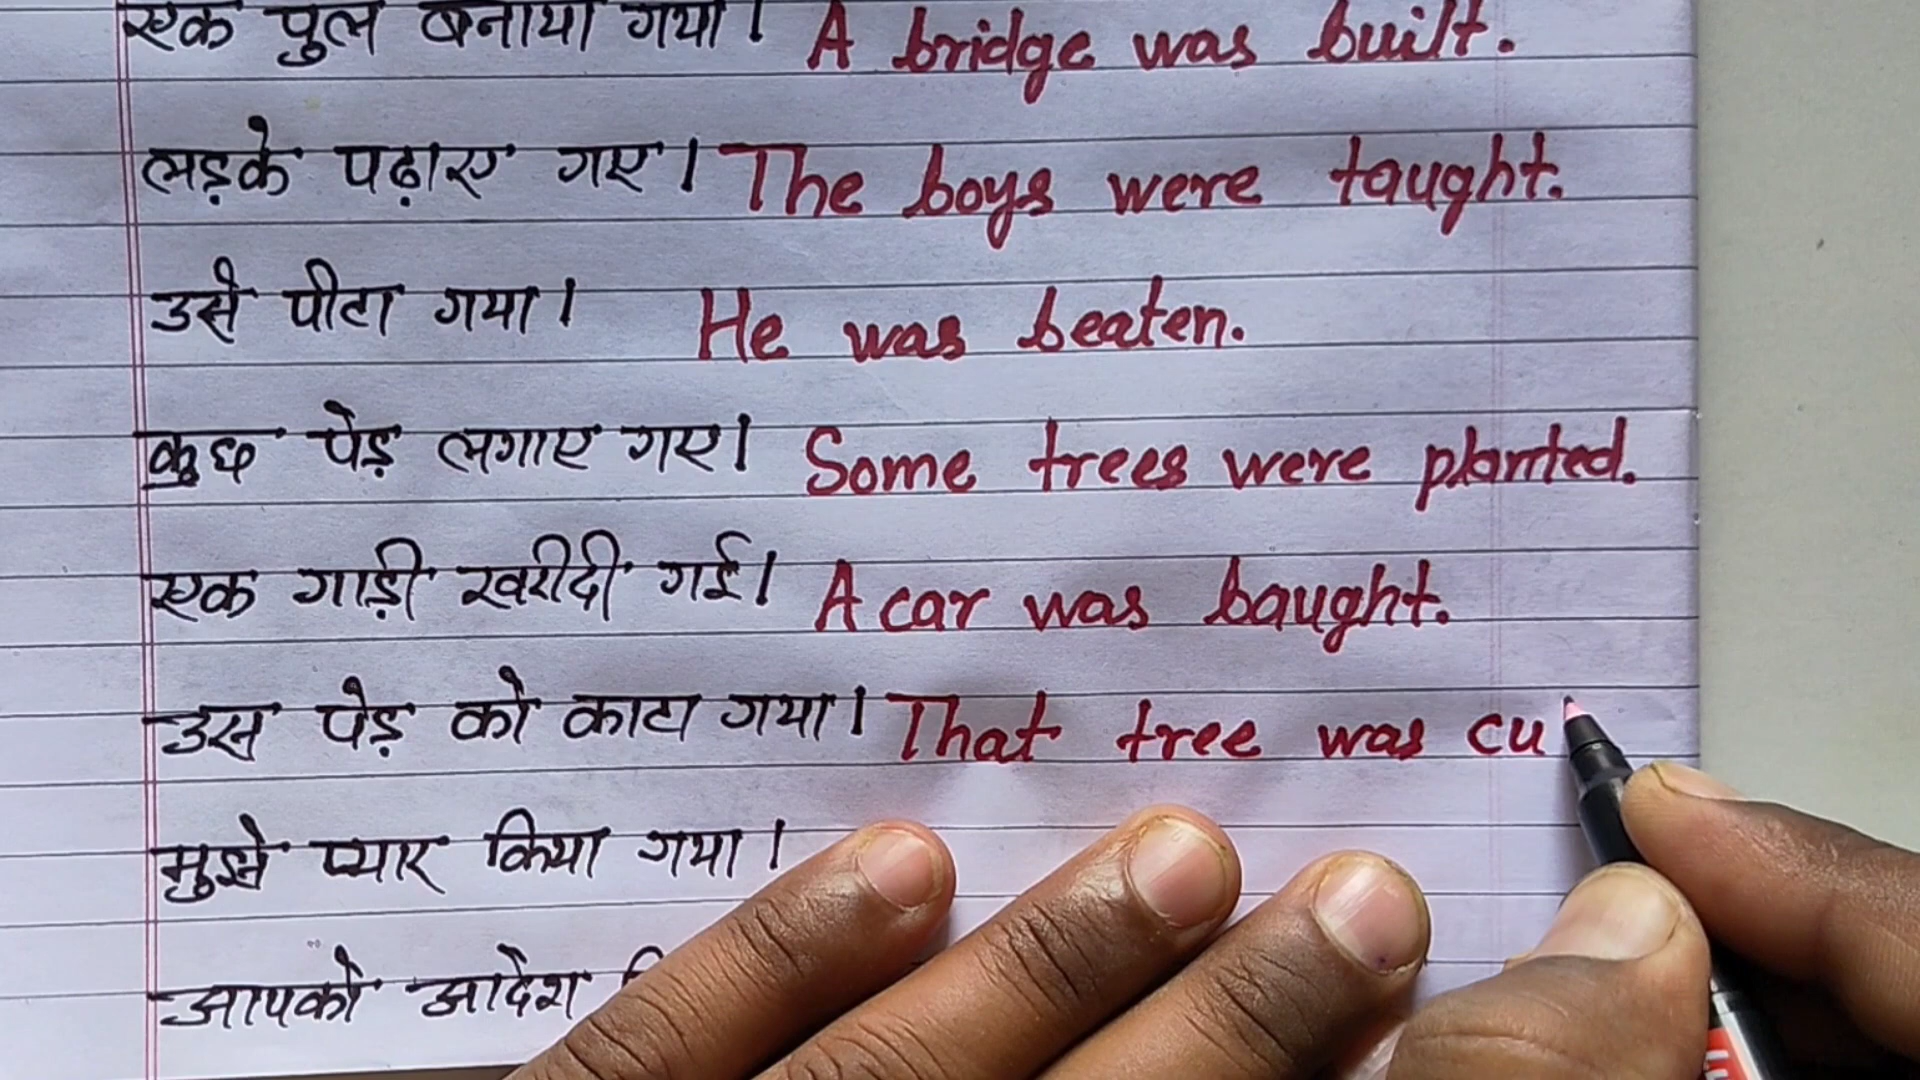 एक पुल बनाया गया। A bridge was built.
लड़के पढ़ाए गए। The boys were taught.
उसे पीटा गया। He was beaten.
कुछ पेड़ लगाए गए। Some trees were planted.
एक गाड़ी खरीदी गई। A car was baught.
उस पेड़ को काटा गया। That tree was cu
मुझे प्यार किया गया।
आपको आदेश